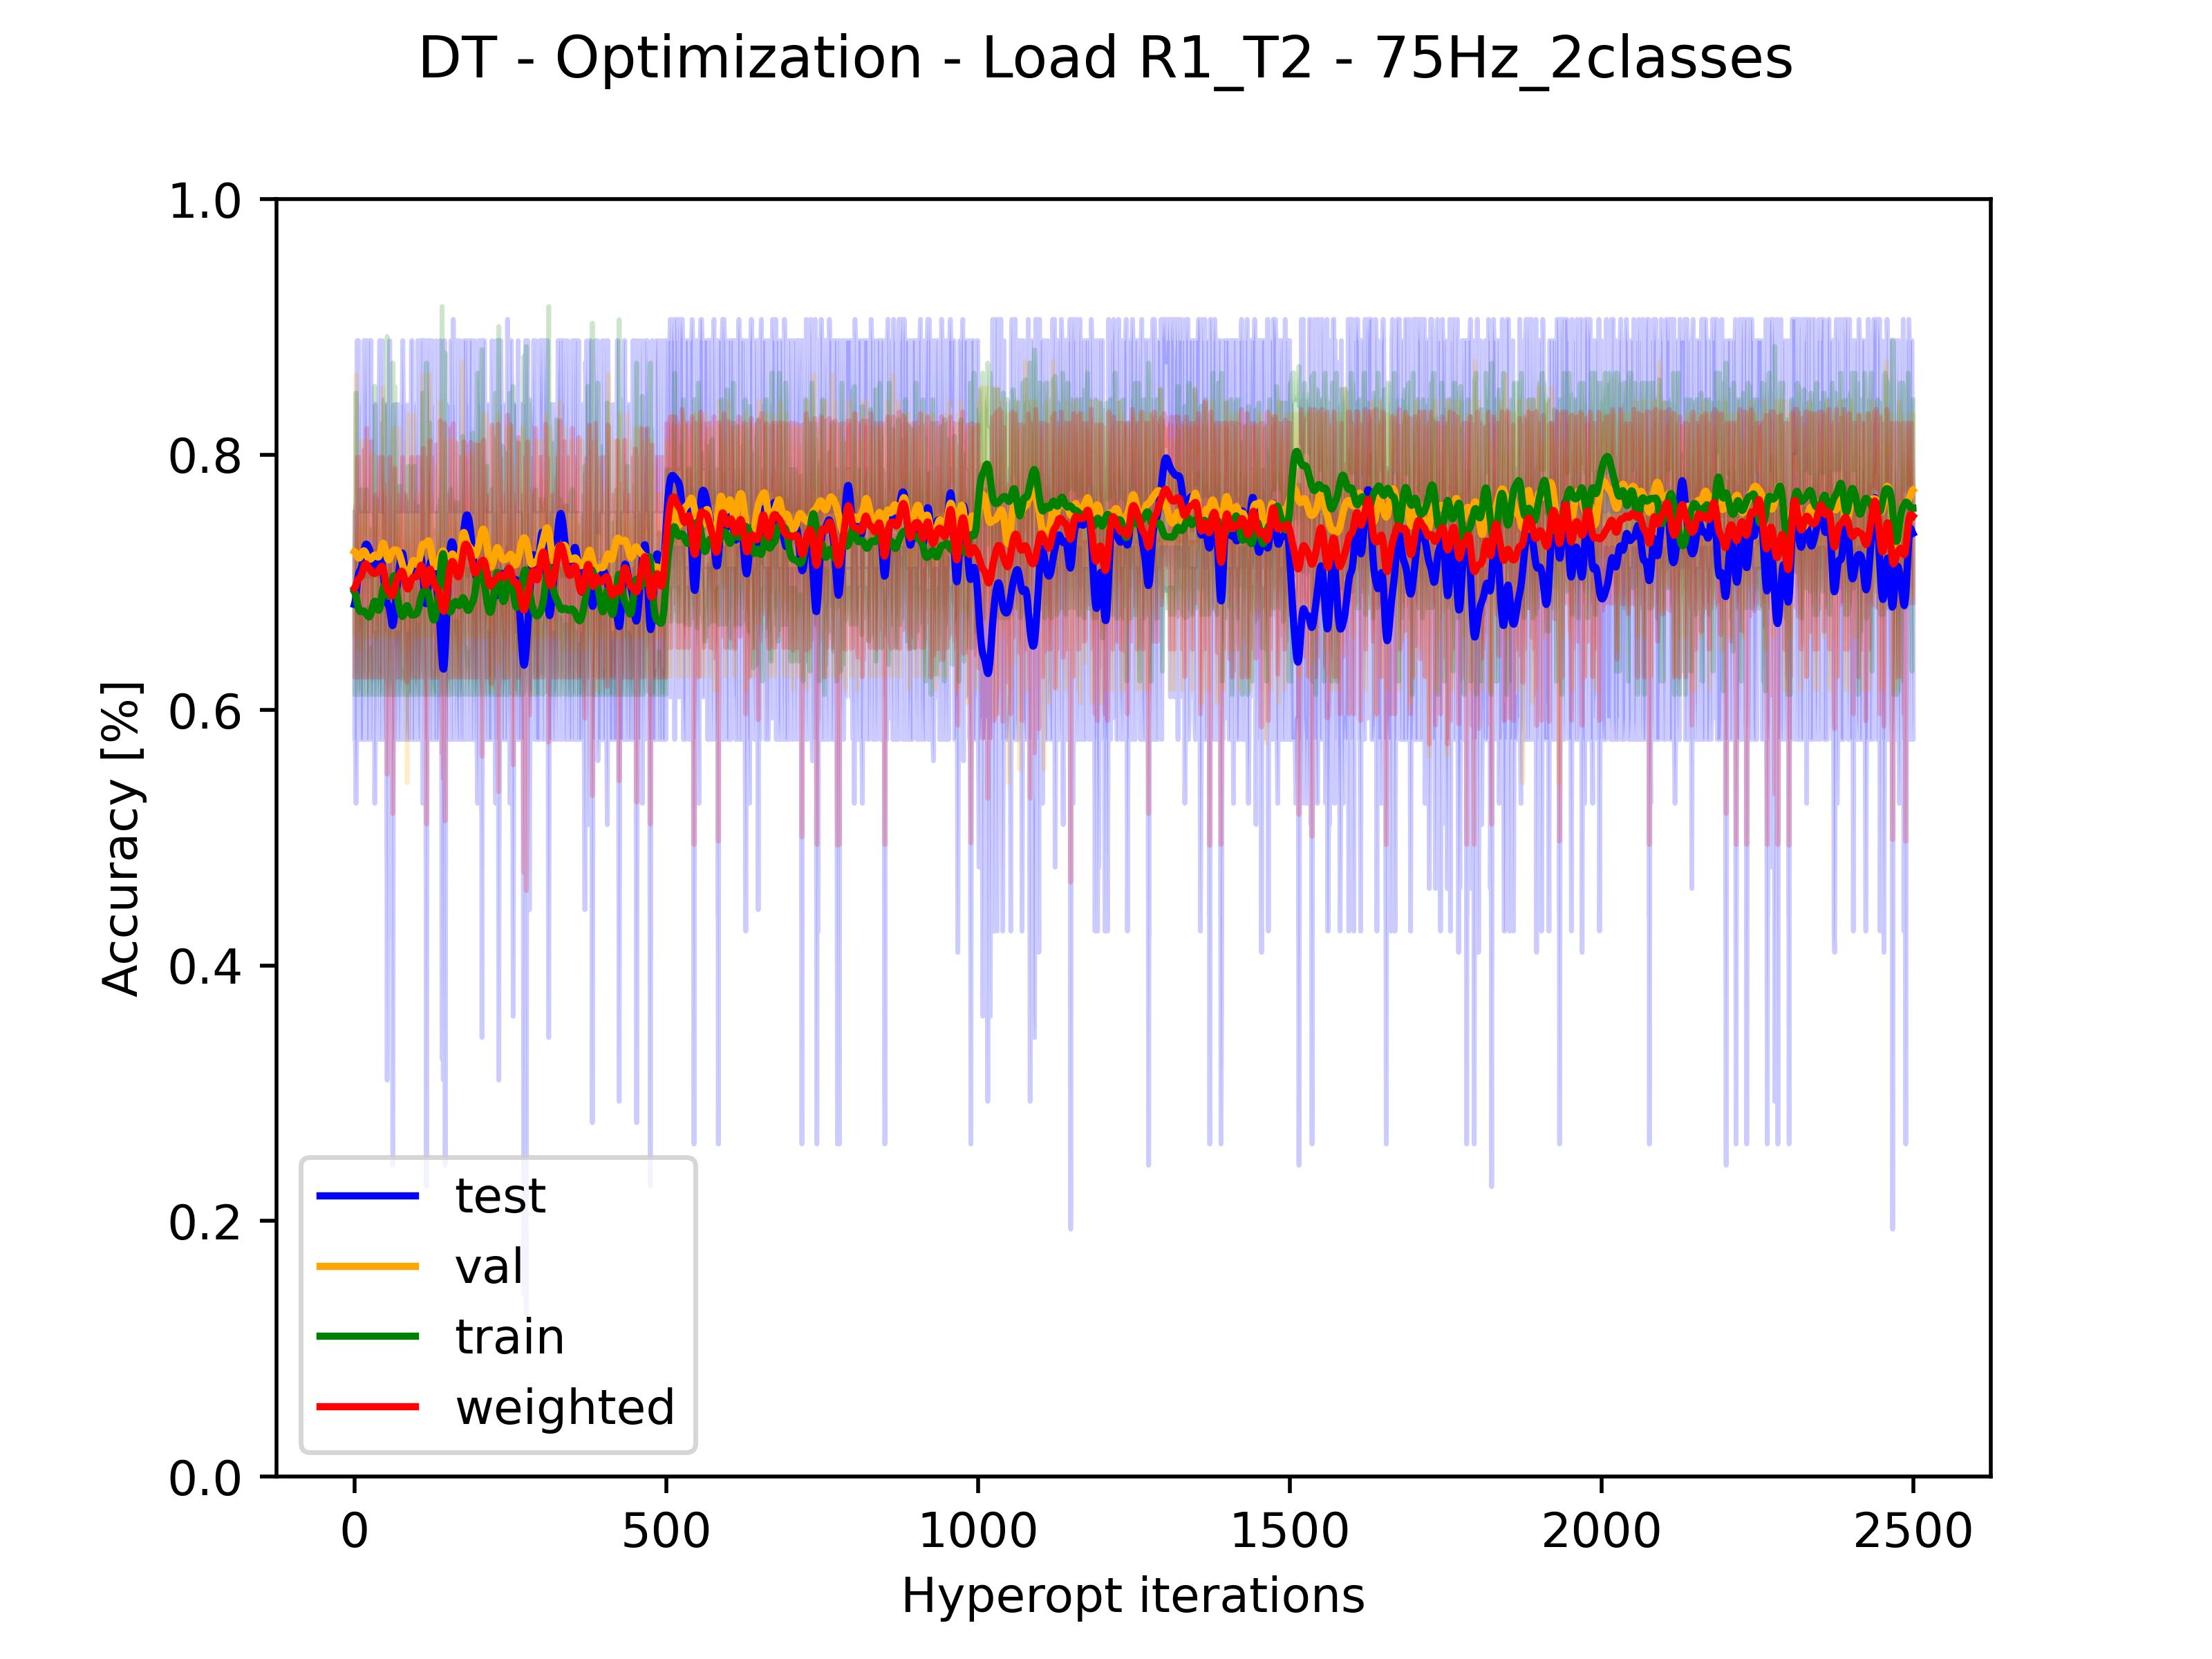 DT - Optimization - Load R1_T2 - 75Hz_2classes
1.0
0.8
0.6
0.4
0.2
0.0
Accuracy [%]
test
val
train
weighted
0 500 1000 1500 2000 2500
Hyperopt iterations